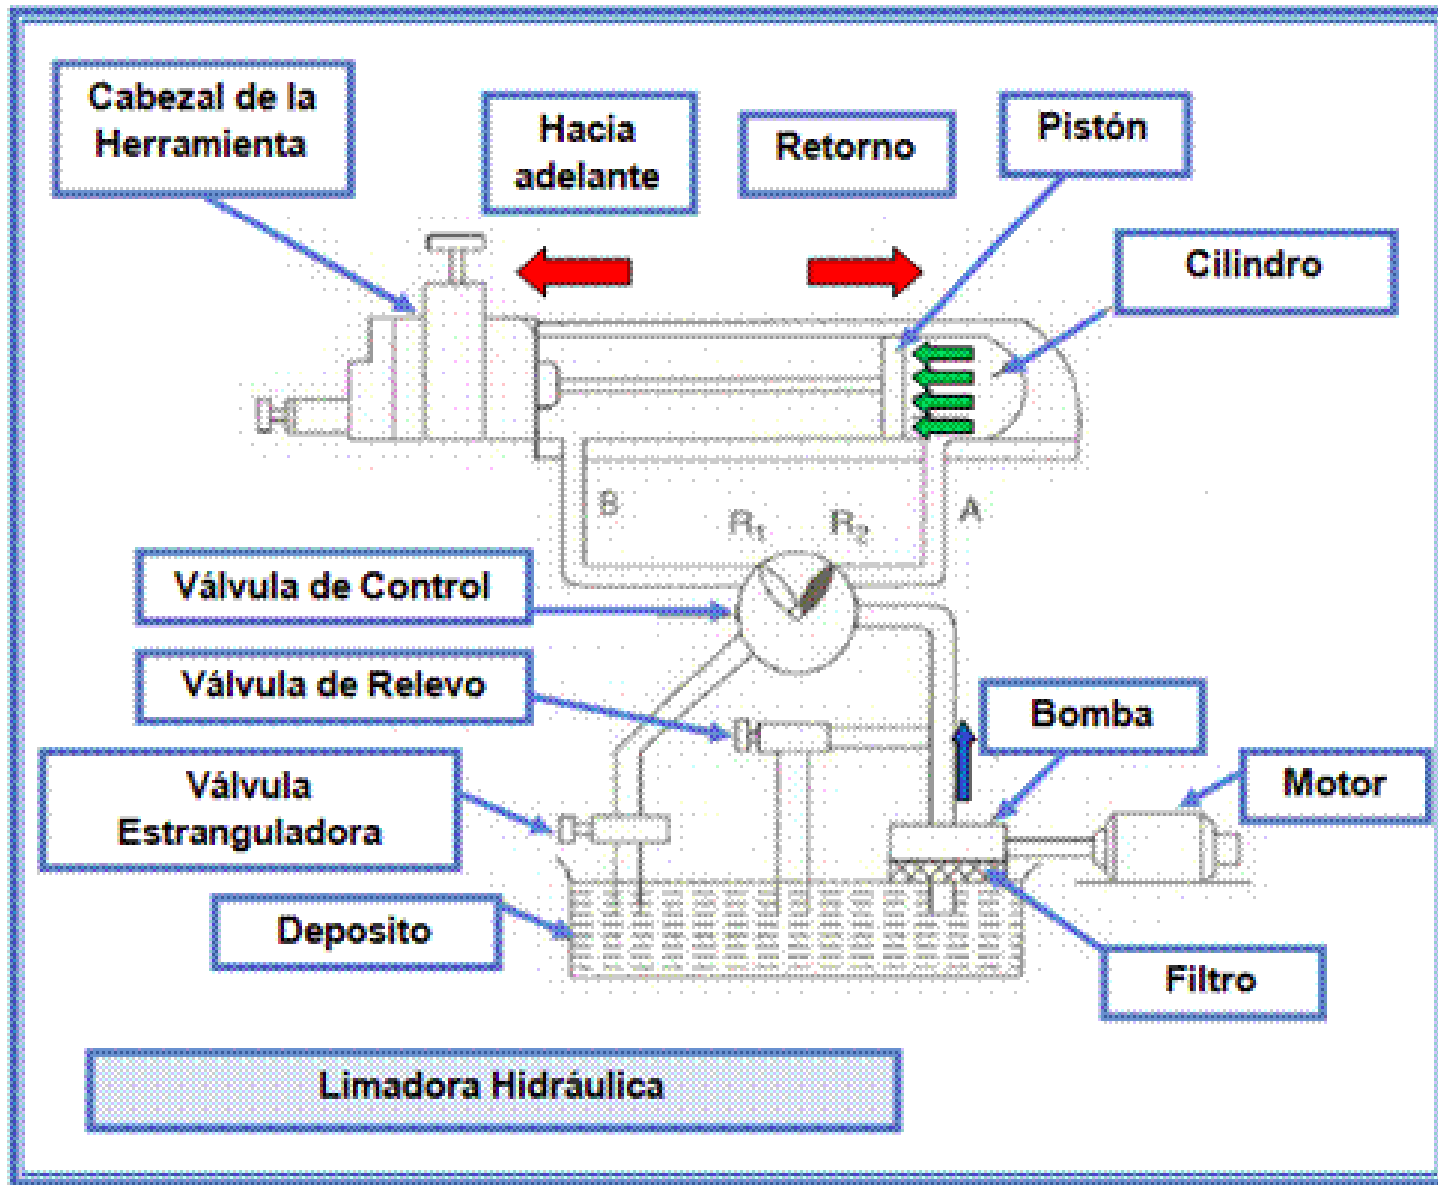 Cabezal de la
Herramienta
Hacia
adelante
Retorno
Pistón
Cilindro
B
A
R1
R2
Válvula de Control
Válvula de Relevo
Bomba
Motor
Válvula
Estranguladora
Deposito
Filtro
Limadora Hidráulica